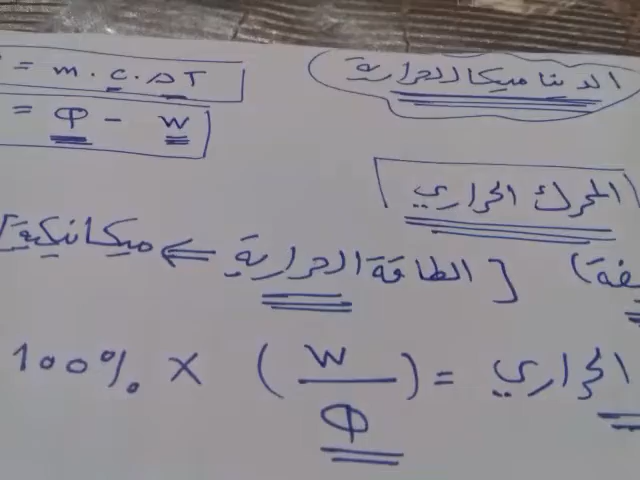 الديناميكا الحرارية
= m.c.ΔT
= Φ - W
المحرك الحراري
[الطاقة الحرارية ⇐ ميكانيكية]
الحراري = (W/Φ) × 100%